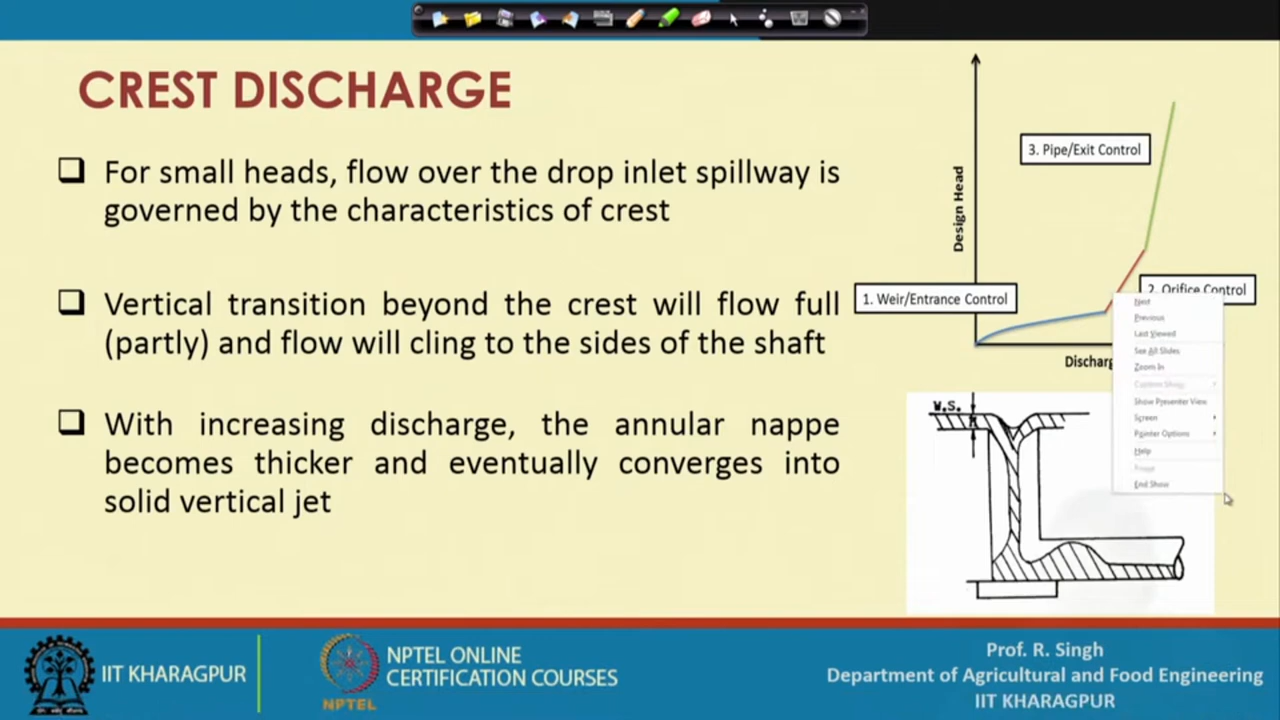 CREST DISCHARGE
For small heads, flow over the drop inlet spillway is
governed by the characteristics of crest
Vertical transition beyond the crest will flow full
(partly) and flow will cling to the sides of the shaft
With increasing discharge, the annular nappe
becomes thicker and eventually converges into
solid vertical jet
Design Head
3. Pipe/Exit Control
1. Weir/Entrance Control
2. Orifice Control
Discharg
Next
Previous
Last Viewed
See All Slides
Zoom In
Custom Show
Show Presenter View
Screen
Pointer Options
Help
Pause
End Show
W.S.
IIT KHARAGPUR
NPTEL
NPTEL ONLINE
CERTIFICATION COURSES
Prof. R. Singh
Department of Agricultural and Food Engineering
IIT KHARAGPUR